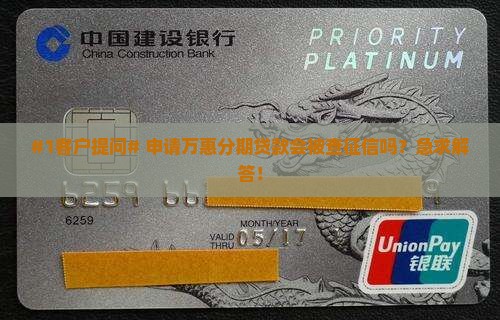 中国建设银行
China Construction Bank
PRIORITY
PLATINUM
#1客户提问# 申请万惠分期贷款会被查征信吗？急求解
答！
6259
6259
MONTH/YEAR
VALID
THRU
05/17
UnionPay
银联